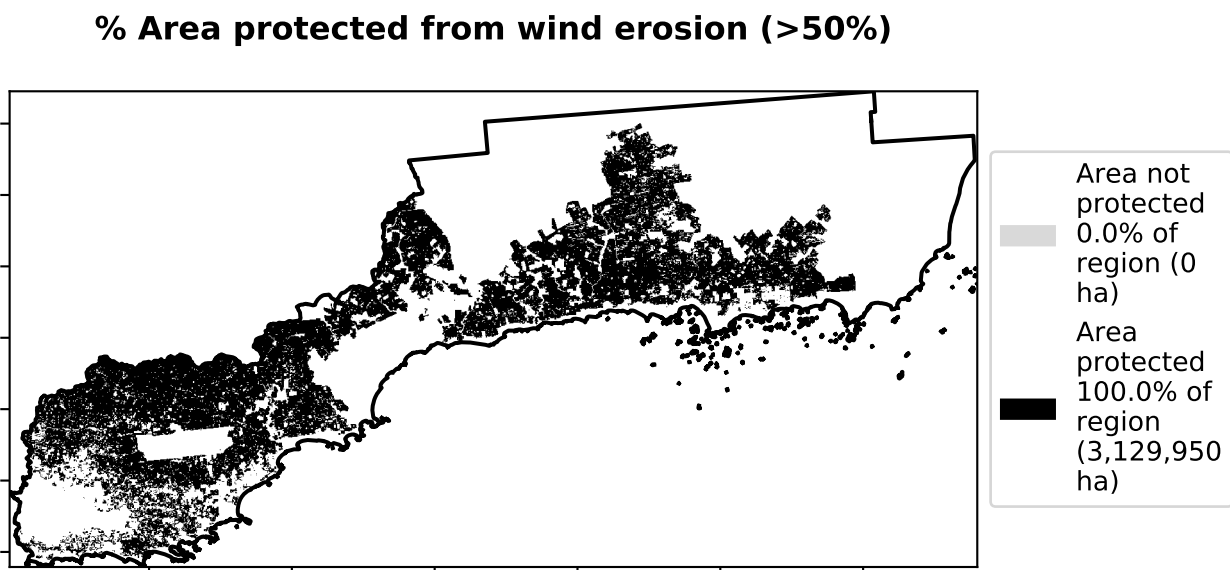 % Area protected from wind erosion (>50%)
Area not
protected
0.0% of
region (0
ha)
Area
protected
100.0% of
region
(3,129,950
ha)